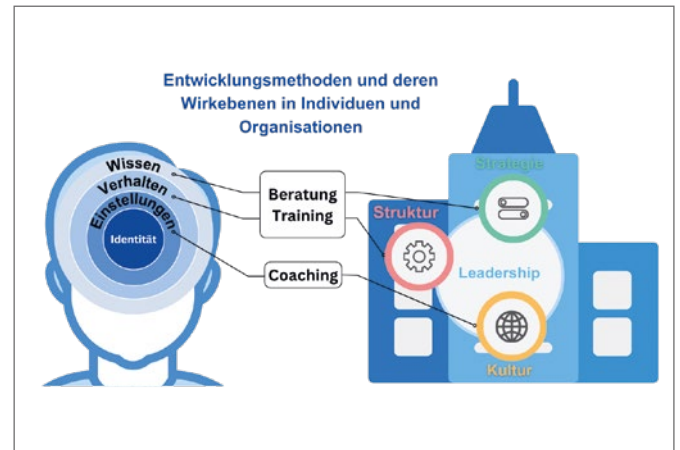 Entwicklungsmethoden und deren
Wirkebenen in Individuen und
Organisationen
Wissen
Verhalten
Einstellungen
Identität
Beratung
Training
Coaching
Strategie
Struktur
Leadership
Kultur